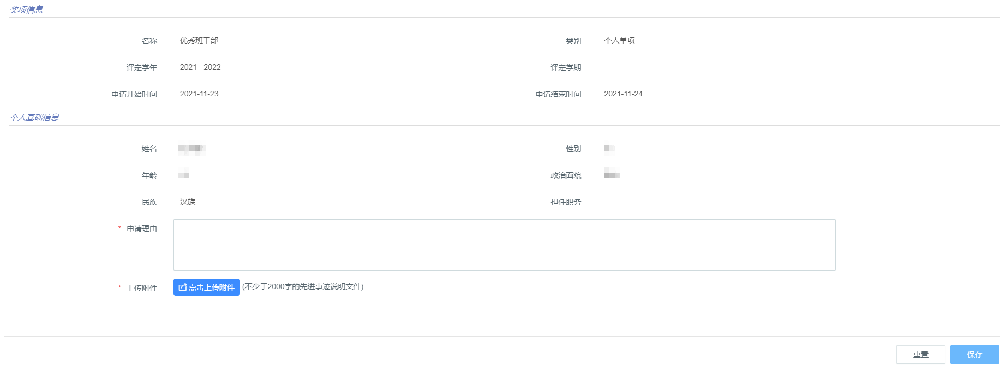 奖项信息
名称 优秀班干部 类别 个人单项
评定学年 2021 - 2022 评定学期
申请开始时间 2021-11-23 申请结束时间 2021-11-24
个人基础信息
姓名 性别
年龄 政治面貌
民族 汉族 担任职务
* 申请理由
* 上传附件 点击上传附件 (不少于2000字的先进事迹说明文件)
重置 保存